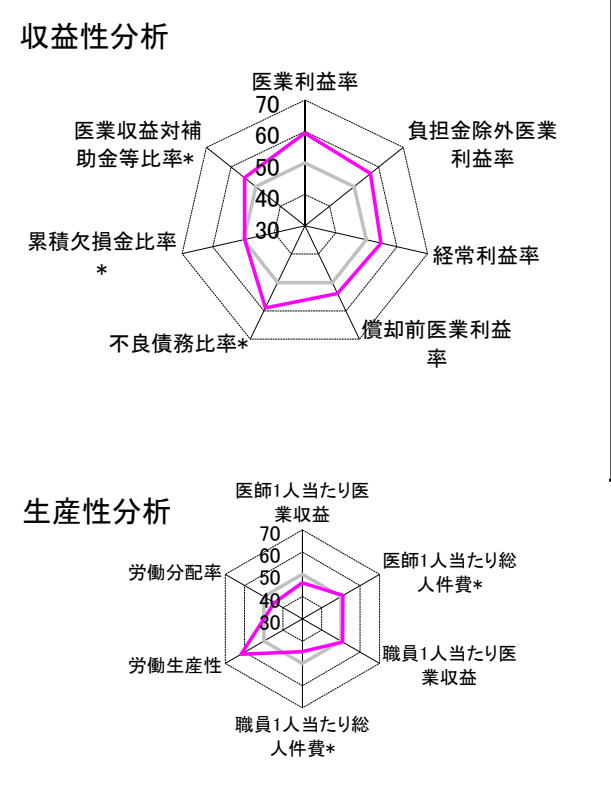 収益性分析
医業利益率
70
60
50
40
30
負担金除外医業
利益率
経常利益率
償却前医業利益
率
不良債務比率*
累積欠損金比率
*
医業収益対補
助金等比率*
生産性分析
医師1人当たり医
業収益
70
60
50
40
30
医師1人当たり総
人件費*
職員1人当たり医
業収益
職員1人当たり総
人件費*
労働生産性
労働分配率